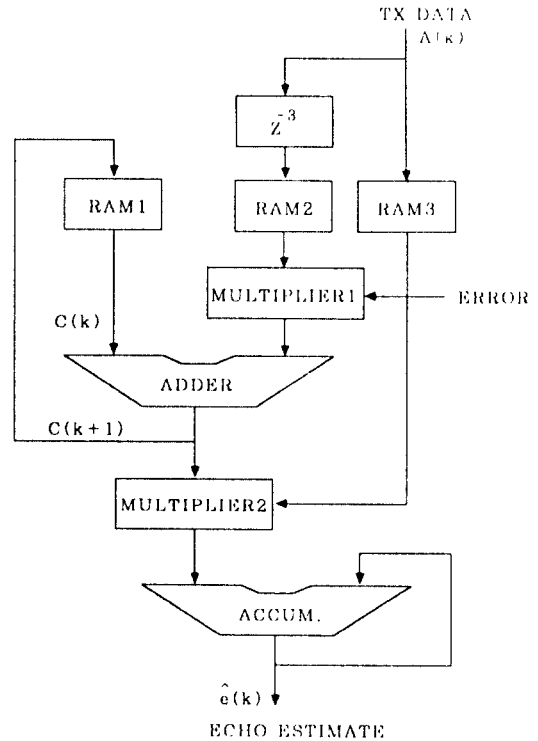 TX DATA
A(κ)
Z⁻³
RAM1
RAM2
RAM3
MULTIPLIER1
ERROR
C(k)
ADDER
C(k+1)
MULTIPLIER2
ACCUM.
ê(k)
ECHO ESTIMATE